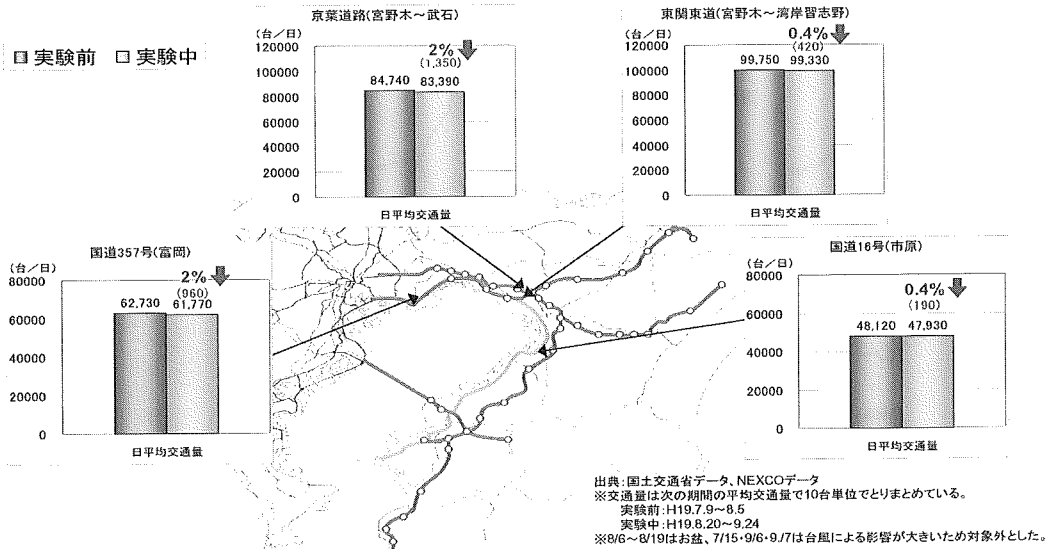 実験前 実験中
京葉道路(宮野木～武石)
(台/日)
120000
100000
80000
60000
40000
20000
0
2%
(1,350)
84,740 83,390
日平均交通量
東関東道(宮野木～湾岸習志野)
(台/日)
120000
100000
80000
60000
40000
20000
0
0.4%
(420)
99,750 99,330
日平均交通量
国道357号(富岡)
(台/日)
80000
60000
40000
20000
0
2%
(960)
62,730 61,770
日平均交通量
国道16号(市原)
(台/日)
80000
60000
40000
20000
0
0.4%
(190)
48,120 47,930
日平均交通量
出典:国土交通省データ、NEXCOデータ
※交通量は次の期間の平均交通量で10台単位でとりまとめている。
実験前:H19.7.9～8.5
実験中:H19.8.20～9.24
※8/6～8/19はお盆、7/15・9/6・9./7は台風による影響が大きいため対象外とした。